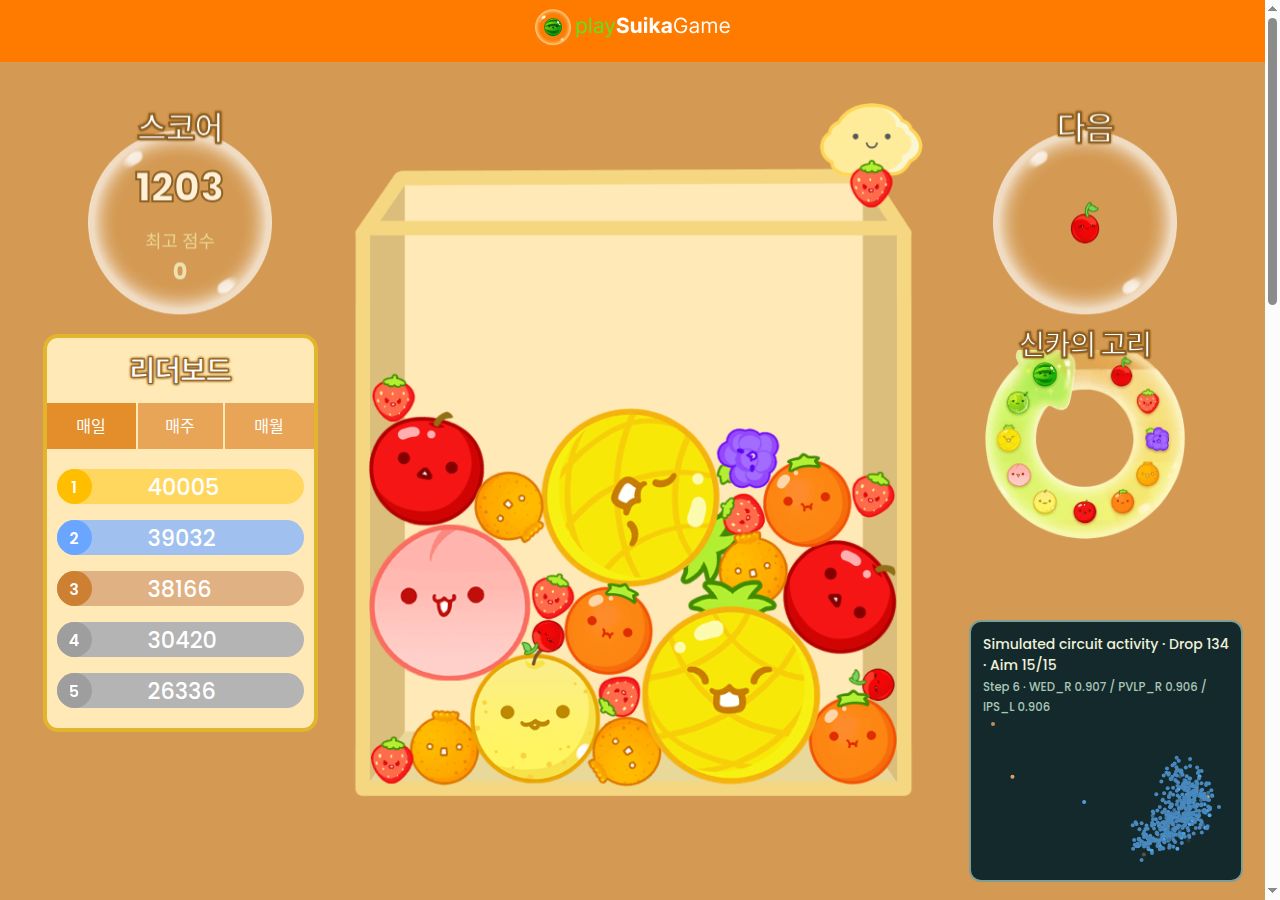 playSuikaGame
스코어
1203
최고 점수
0
다음
리더보드
매일 매주 매월
1 40005
2 39032
3 38166
4 30420
5 26336
신카의 고리
Simulated circuit activity · Drop 134
· Aim 15/15
Step 6 · WED_R 0.907 / PVLP_R 0.906 /
IPS_L 0.906